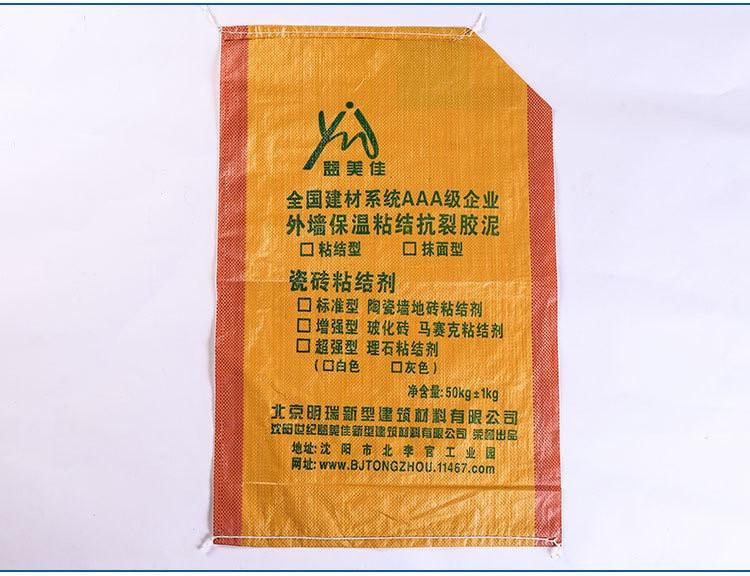 盟美佳
全国建材系统AAA级企业
外墙保温粘结抗裂胶泥
□粘结型 □抹面型
瓷砖粘结剂
□标准型 陶瓷墙地砖粘结剂
□增强型 玻化砖 马赛克粘结剂
□超强型 理石粘结剂
(□白色 □灰色)
净含量:50kg±1kg
北京明瑞新型建筑材料有限公司
沈阳世纪盟美佳新型建筑材料有限公司 荣誉出品
地址:沈阳市北李官工业园
网址:www.BJTONGZHOU.11467.com